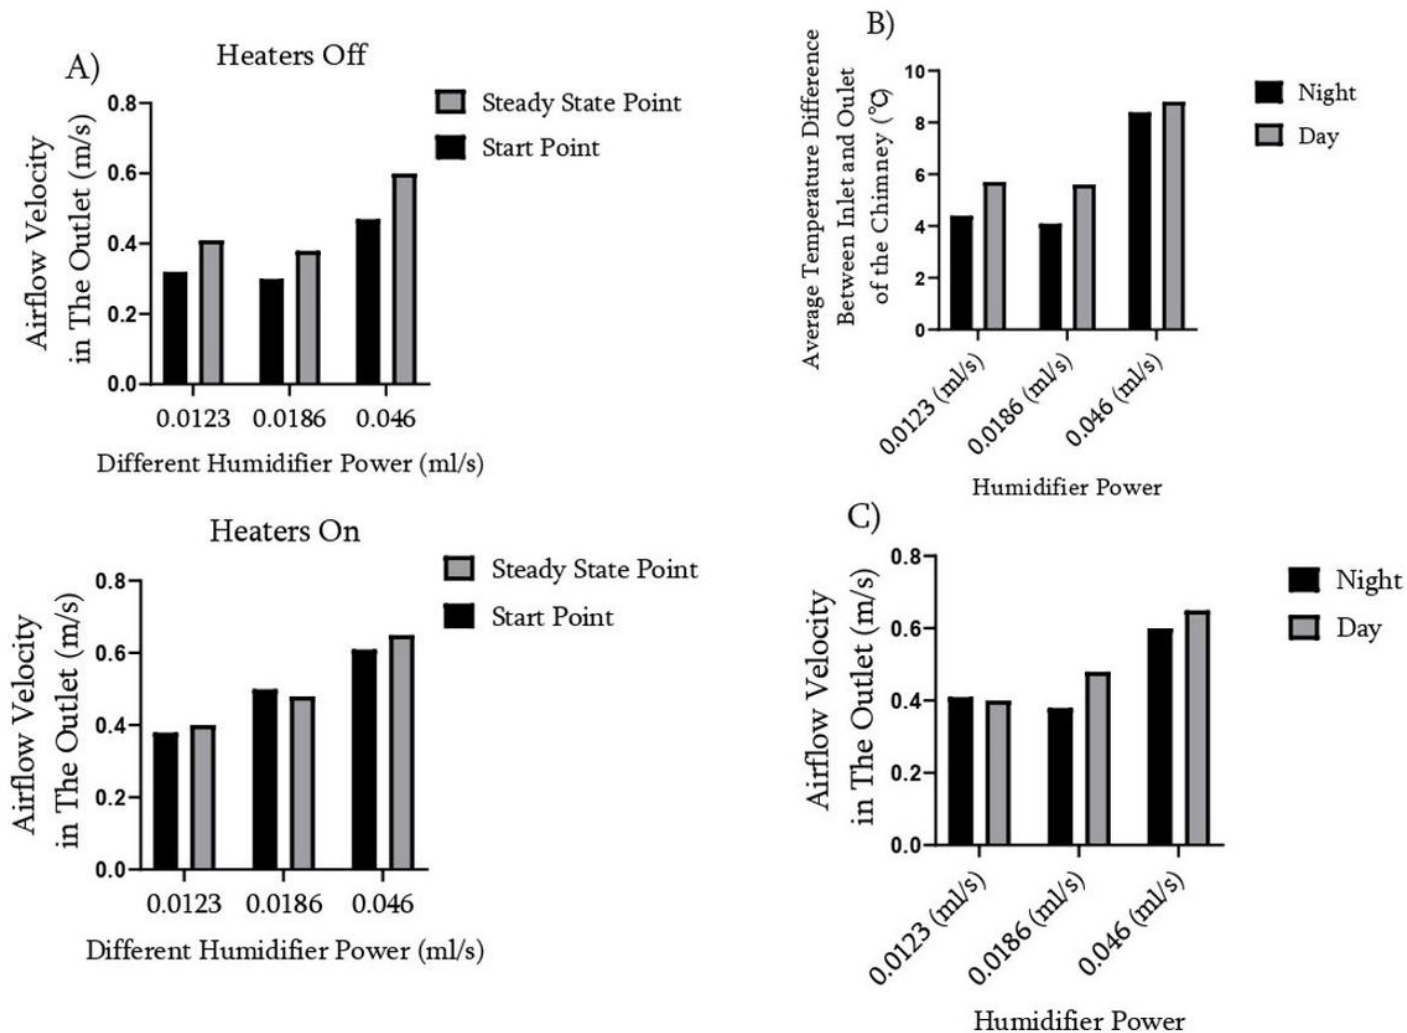 A)
Heaters Off
Steady State Point
Start Point
Airflow Velocity
in The Outlet (m/s)
0.8
0.6
0.4
0.2
0.0
0.0123 0.0186 0.046
Different Humidifier Power (ml/s)
Heaters On
Steady State Point
Start Point
Airflow Velocity
in The Outlet (m/s)
0.8
0.6
0.4
0.2
0.0
0.0123 0.0186 0.046
Different Humidifier Power (ml/s)
B)
Average Temperature Difference
Between Inlet and Oulet
of the Chimney (℃)
10
8
6
4
2
0
Night
Day
0.0123 (ml/s)
0.0186 (ml/s)
0.046 (ml/s)
Humidifier Power
C)
Airflow Velocity
in The Outlet (m/s)
0.8
0.6
0.4
0.2
0.0
Night
Day
0.0123 (ml/s)
0.0186 (ml/s)
0.046 (ml/s)
Humidifier Power